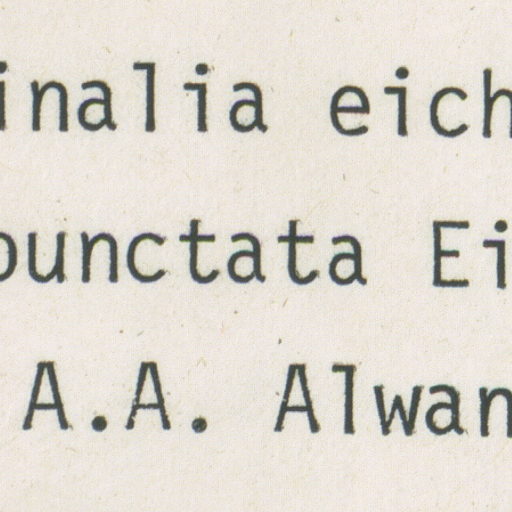 inalia eich
punctata Ei
A.A. Alwan